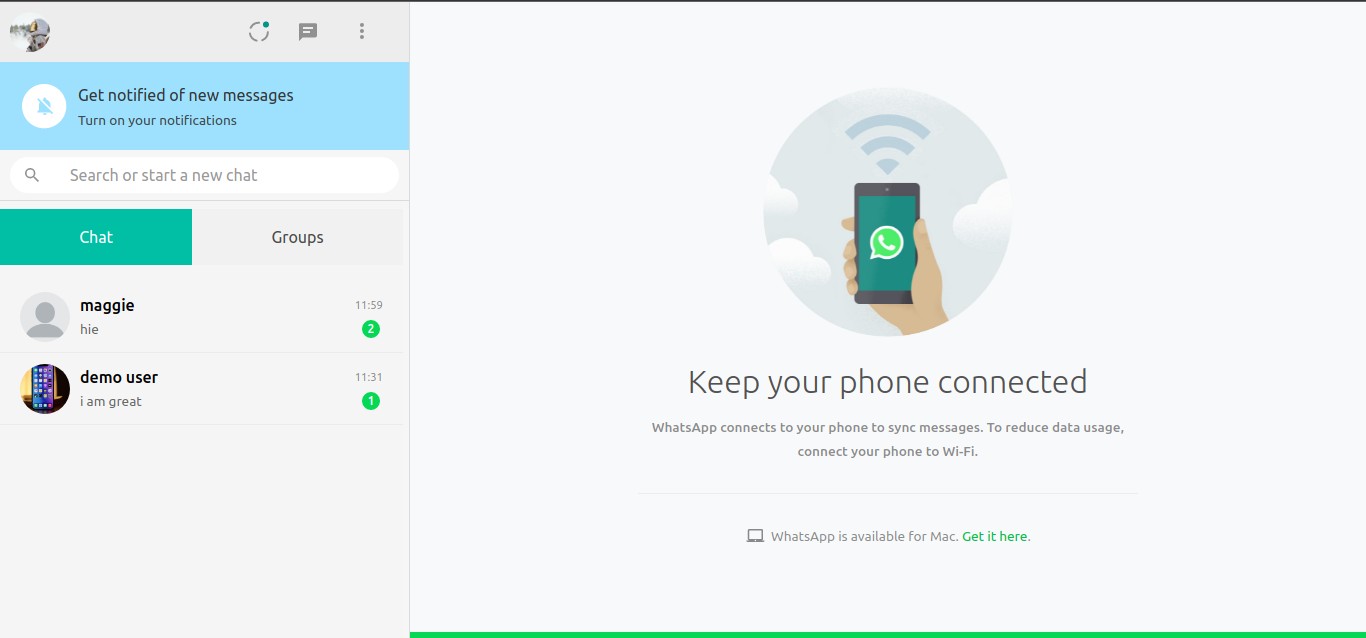 Get notified of new messages
Turn on your notifications
Search or start a new chat
Chat
Groups
maggie
11:59
hie
2
demo user
11:31
i am great
1
Keep your phone connected
WhatsApp connects to your phone to sync messages. To reduce data usage,
connect your phone to Wi-Fi.
WhatsApp is available for Mac. Get it here.